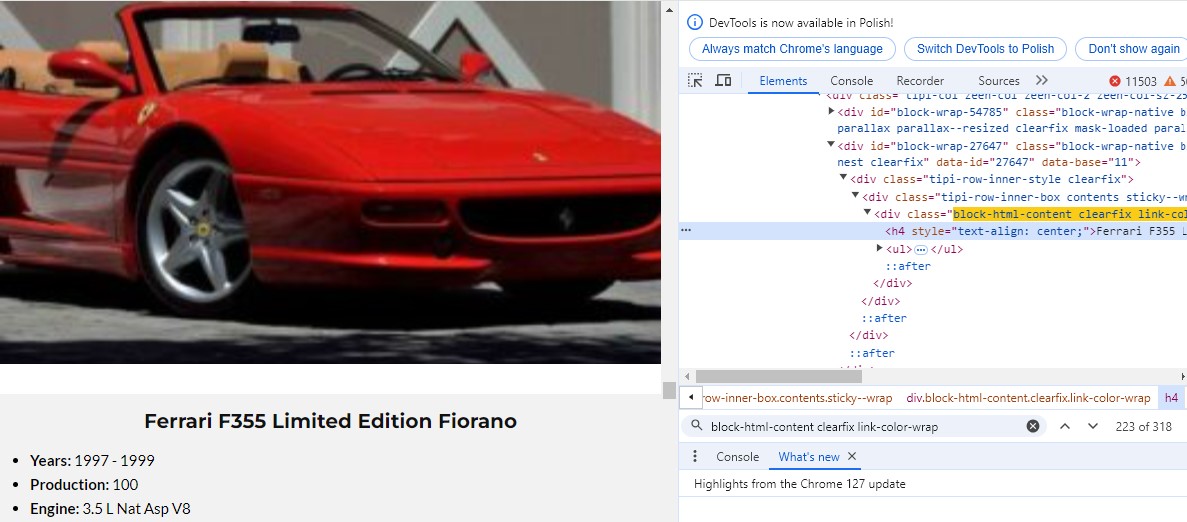 Ferrari F355 Limited Edition Fiorano
• Years: 1997 - 1999
• Production: 100
• Engine: 3.5 L Nat Asp V8
DevTools is now available in Polish!
Always match Chrome's language
Switch DevTools to Polish
Don't show again
Elements
Console
Recorder
Sources
11503
<div class="tipi-col zeen-col zeen-col-2 zeen-col-sz-25
<div id="block-wrap-54785" class="block-wrap-native b
parallax parallax--resized clearfix mask-loaded paral
<div id="block-wrap-27647" class="block-wrap-native b
nest clearfix" data-id="27647" data-base="11">
<div class="tipi-row-inner-style clearfix">
<div class="tipi-row-inner-box contents sticky--wr
<div class="block-html-content clearfix link-col
<h4 style="text-align: center;">Ferrari F355 L
<ul>…</ul>
::after
</div>
</div>
::after
</div>
::after
row-inner-box.contents.sticky--wrap
div.block-html-content.clearfix.link-color-wrap
h4
block-html-content clearfix link-color-wrap
223 of 318
Console
What's new
Highlights from the Chrome 127 update